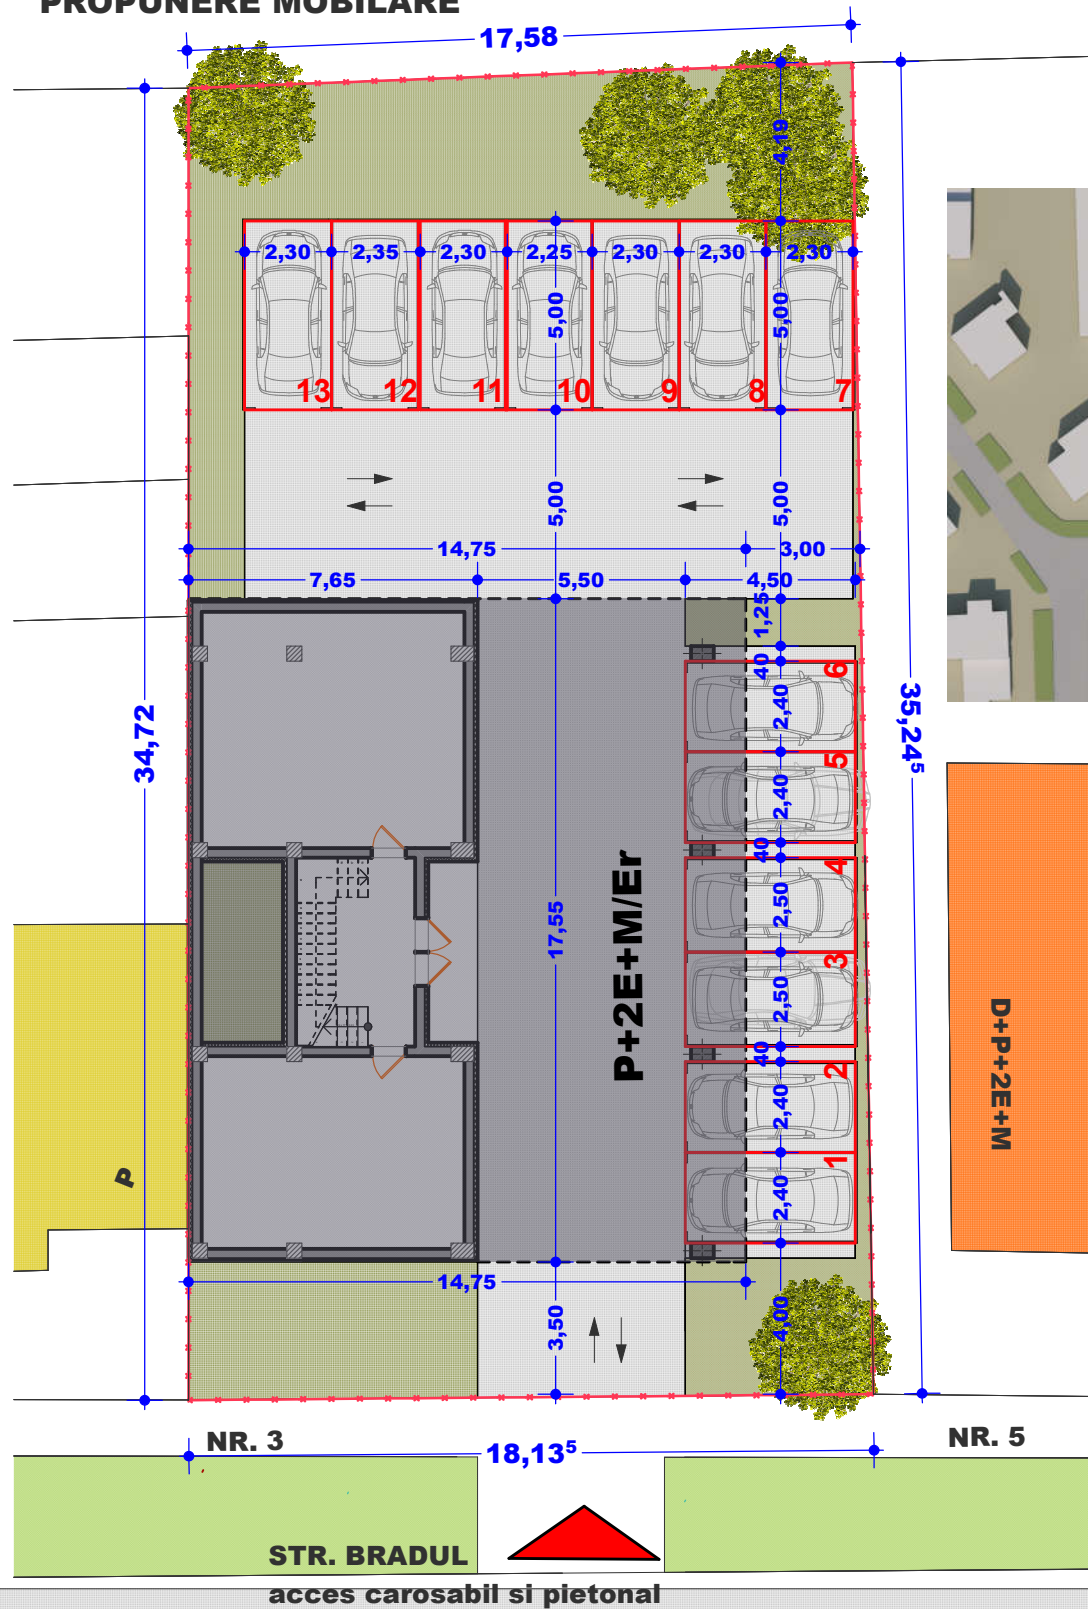 PROPUNERE MOBILARE
17,58
4,19
2,30 2,35 2,30 2,25 2,30 2,30 2,30
5,00 5,00
13 12 11 10 9 8 7
5,00 5,00
14,75 3,00
7,65 5,50 4,50
1,25
40
6
2,40
34,72
35,24⁵
5
2,40
40
4
2,50
P+2E+M/Er
17,55
3
2,50
40
2
2,40
D+P+2E+M
1
2,40
P
14,75
3,50
4,00
NR. 3
NR. 5
18,13⁵
STR. BRADUL
acces carosabil si pietonal